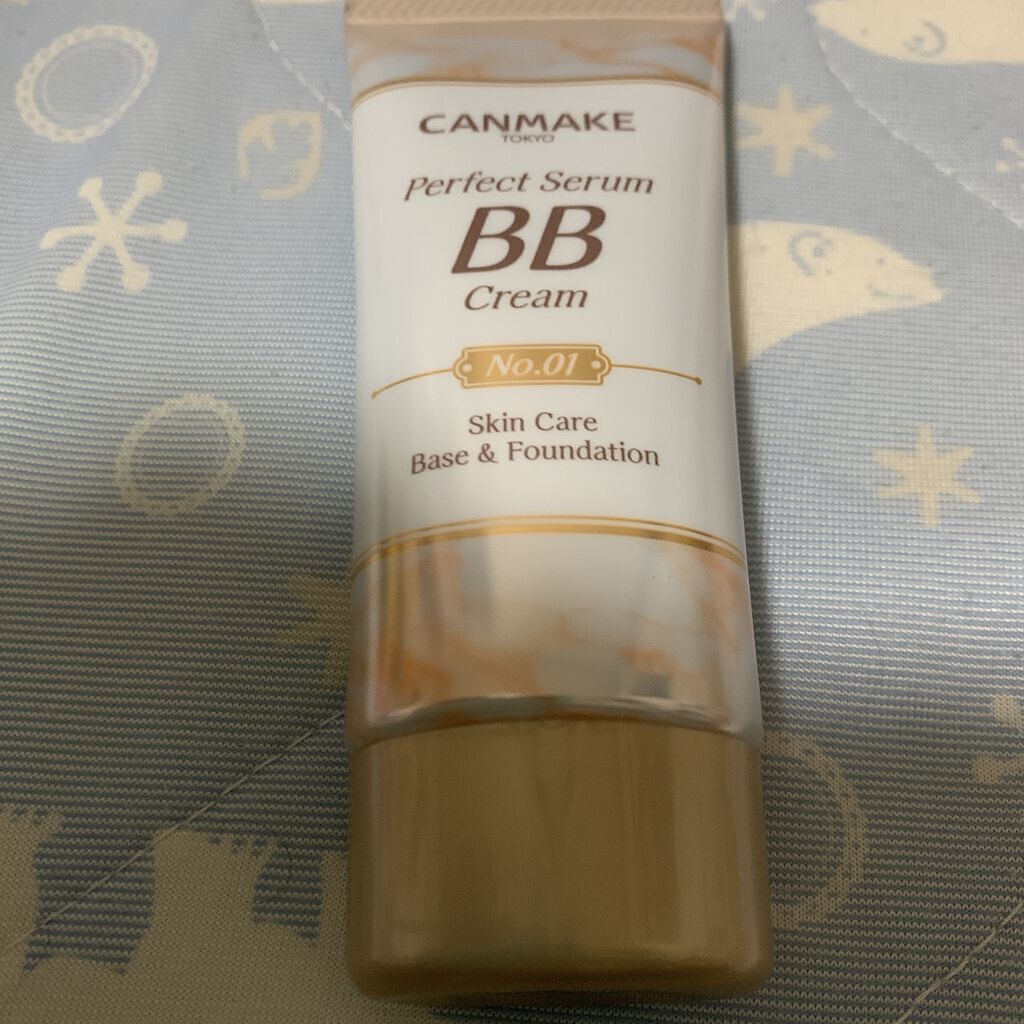 CANMAKE
TOKYO
Perfect Serum
BB
Cream
No.01
Skin Care
Base & Foundation